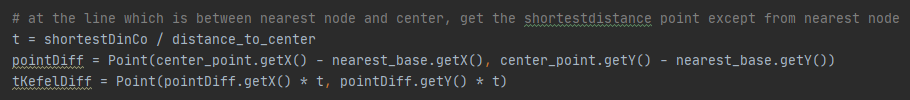 # at the line which is between nearest node and center, get the shortestdistance point except from nearest node
t = shortestDinCo / distance_to_center
pointDiff = Point(center_point.getX() - nearest_base.getX(), center_point.getY() - nearest_base.getY())
tKefelDiff = Point(pointDiff.getX() * t, pointDiff.getY() * t)